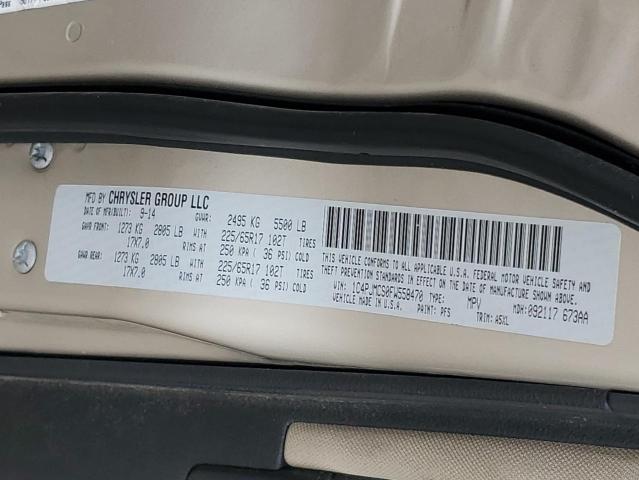 MFD BY CHRYSLER GROUP LLC
DATE OF MFR(BUILT): 9-14 GVWR: 2495 KG 5500 LB
GAWR FRONT: 1273 KG 2805 LB WITH 225/65R17 102T TIRES
17X7.0 RIMS AT 250 KPA ( 36 PSI) COLD
GAWR REAR: 1273 KG 2805 LB WITH 225/65R17 102T TIRES
17X7.0 RIMS AT 250 KPA ( 36 PSI) COLD
THIS VEHICLE CONFORMS TO ALL APPLICABLE U.S.A. FEDERAL MOTOR VEHICLE SAFETY AND
THEFT PREVENTION STANDARDS IN EFFECT ON THE DATE OF MANUFACTURE SHOWN ABOVE.
VIN: 1C4PJMCS0FW558470 TYPE: MPV MDH: 092117 673AA
MADE IN U.S.A. PAINT: PFS TRIM: A5XL